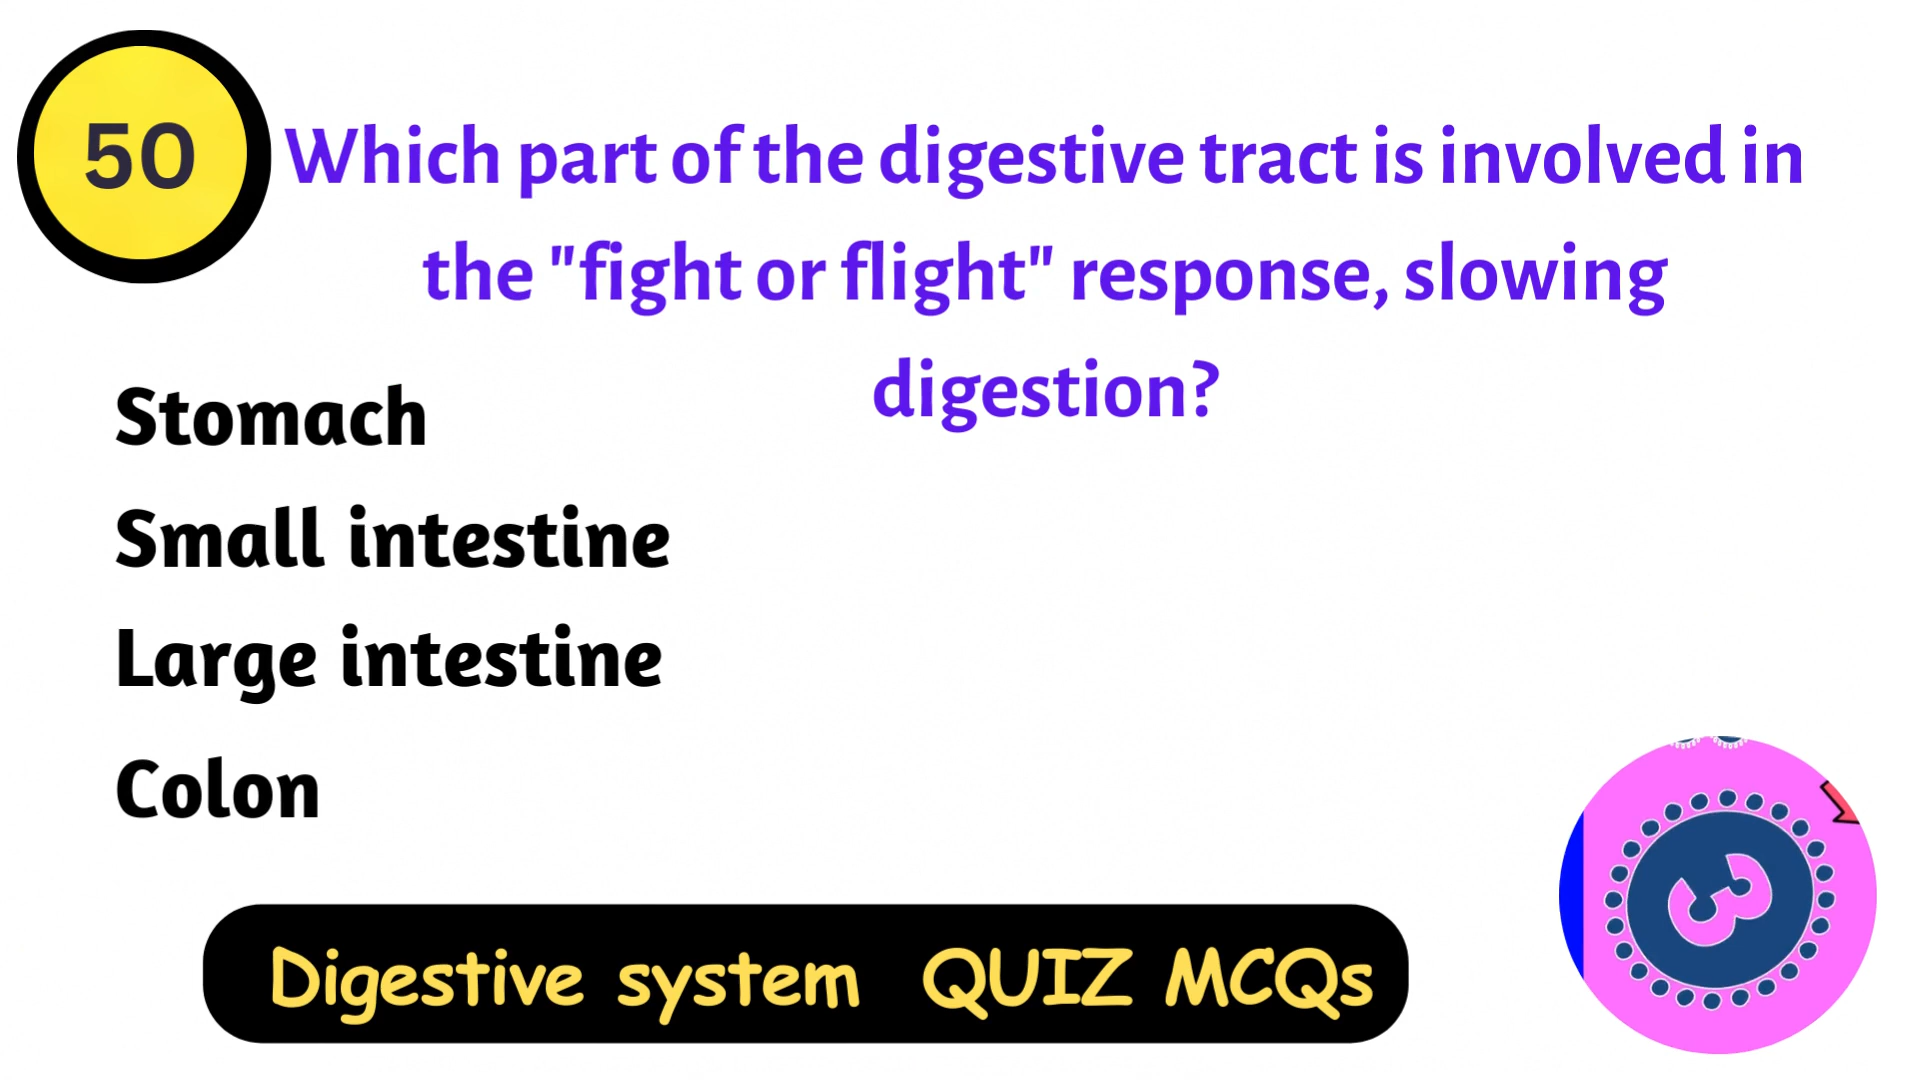 50
Which part of the digestive tract is involved in
the "fight or flight" response, slowing
digestion?
Stomach
Small intestine
Large intestine
Colon
Digestive system QUIZ MCQs